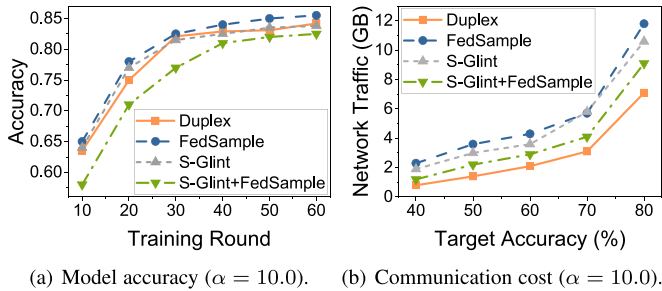 Accuracy
0.85
0.80
0.75
0.70
0.65
0.60
Duplex
FedSample
S-Glint
S-Glint+FedSample
10 20 30 40 50 60
Training Round
(a) Model accuracy (α = 10.0).
Network Traffic (GB)
12
10
8
6
4
2
0
Duplex
FedSample
S-Glint
S-Glint+FedSample
40 50 60 70 80
Target Accuracy (%)
(b) Communication cost (α = 10.0).